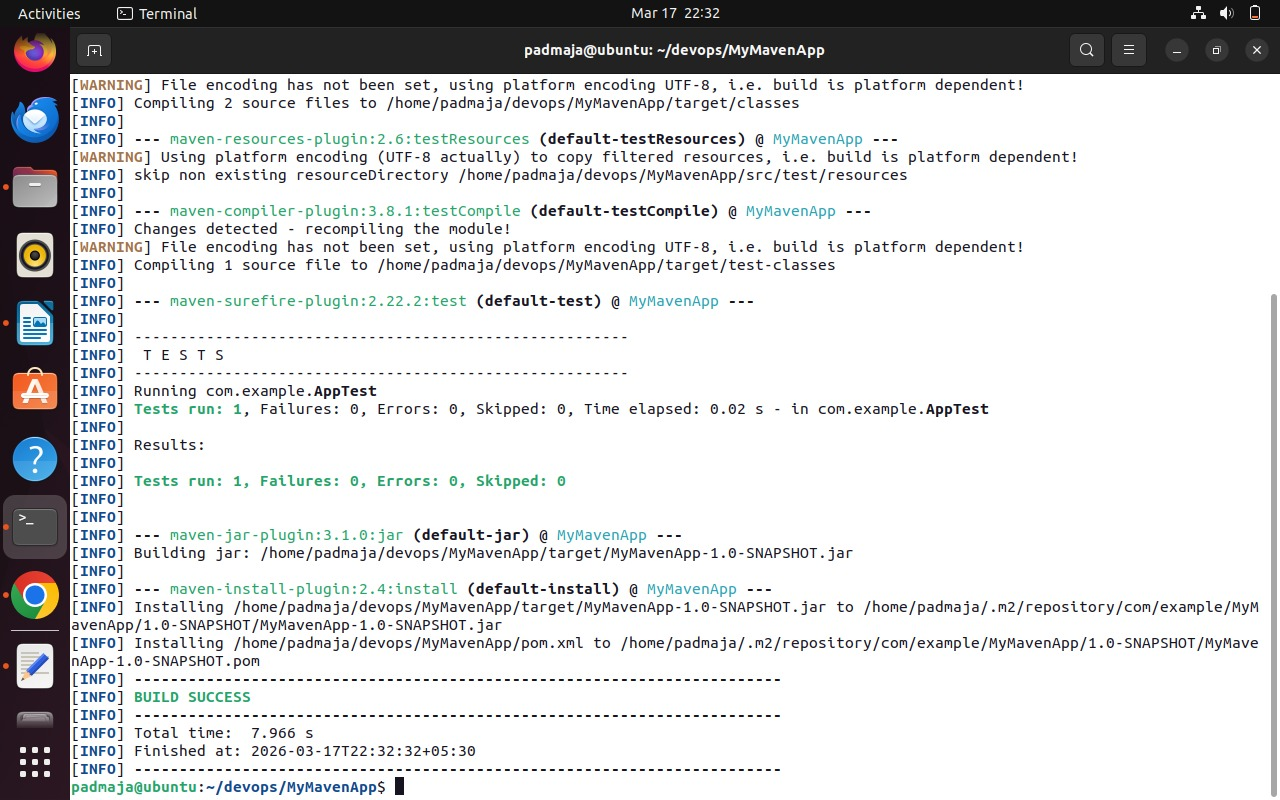 Activities
Terminal
Mar 17 22:32
padmaja@ubuntu: ~/devops/MyMavenApp
[WARNING] File encoding has not been set, using platform encoding UTF-8, i.e. build is platform dependent!
[INFO] Compiling 2 source files to /home/padmaja/devops/MyMavenApp/target/classes
[INFO]
[INFO] --- maven-resources-plugin:2.6:testResources (default-testResources) @ MyMavenApp ---
[WARNING] Using platform encoding (UTF-8 actually) to copy filtered resources, i.e. build is platform dependent!
[INFO] skip non existing resourceDirectory /home/padmaja/devops/MyMavenApp/src/test/resources
[INFO]
[INFO] --- maven-compiler-plugin:3.8.1:testCompile (default-testCompile) @ MyMavenApp ---
[INFO] Changes detected - recompiling the module!
[WARNING] File encoding has not been set, using platform encoding UTF-8, i.e. build is platform dependent!
[INFO] Compiling 1 source file to /home/padmaja/devops/MyMavenApp/target/test-classes
[INFO]
[INFO] --- maven-surefire-plugin:2.22.2:test (default-test) @ MyMavenApp ---
[INFO]
[INFO] -------------------------------------------------------
[INFO]  T E S T S
[INFO] -------------------------------------------------------
[INFO] Running com.example.AppTest
[INFO] Tests run: 1, Failures: 0, Errors: 0, Skipped: 0, Time elapsed: 0.02 s - in com.example.AppTest
[INFO]
[INFO] Results:
[INFO]
[INFO] Tests run: 1, Failures: 0, Errors: 0, Skipped: 0
[INFO]
[INFO]
[INFO] --- maven-jar-plugin:3.1.0:jar (default-jar) @ MyMavenApp ---
[INFO] Building jar: /home/padmaja/devops/MyMavenApp/target/MyMavenApp-1.0-SNAPSHOT.jar
[INFO]
[INFO] --- maven-install-plugin:2.4:install (default-install) @ MyMavenApp ---
[INFO] Installing /home/padmaja/devops/MyMavenApp/target/MyMavenApp-1.0-SNAPSHOT.jar to /home/padmaja/.m2/repository/com/example/MyM
avenApp/1.0-SNAPSHOT/MyMavenApp-1.0-SNAPSHOT.jar
[INFO] Installing /home/padmaja/devops/MyMavenApp/pom.xml to /home/padmaja/.m2/repository/com/example/MyMavenApp/1.0-SNAPSHOT/MyMave
nApp-1.0-SNAPSHOT.pom
[INFO] ------------------------------------------------------------------------
[INFO] BUILD SUCCESS
[INFO] ------------------------------------------------------------------------
[INFO] Total time:  7.966 s
[INFO] Finished at: 2026-03-17T22:32:32+05:30
[INFO] ------------------------------------------------------------------------
padmaja@ubuntu:~/devops/MyMavenApp$